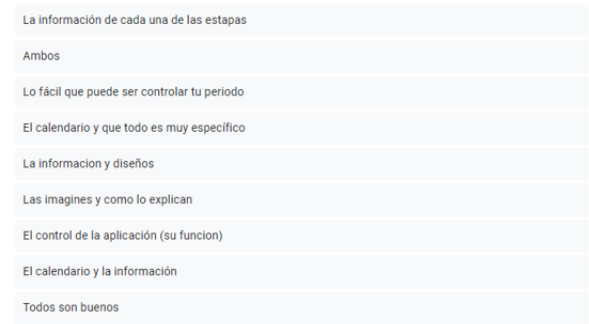 La información de cada una de las estapas
Ambos
Lo fácil que puede ser controlar tu periodo
El calendario y que todo es muy específico
La informacion y diseños
Las imagines y como lo explican
El control de la aplicación (su funcion)
El calendario y la información
Todos son buenos